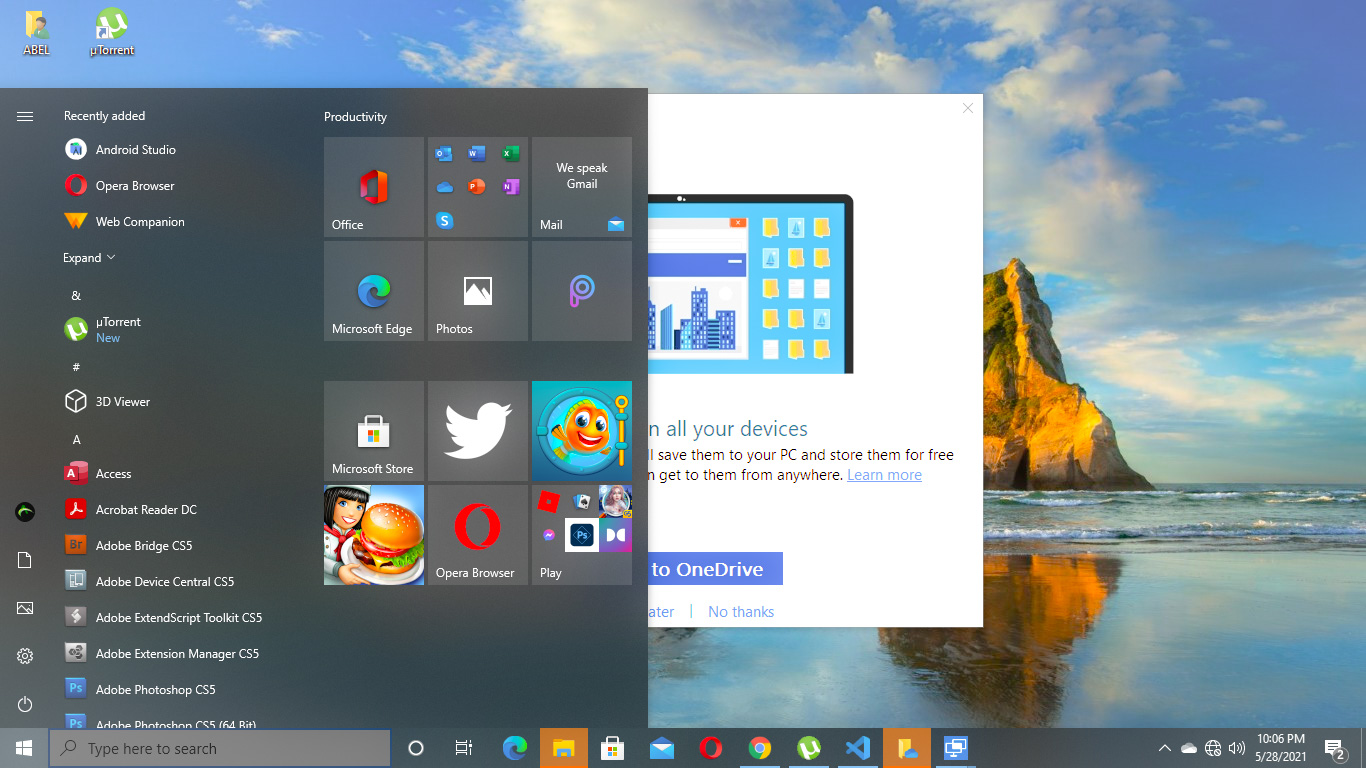 ABEL
µTorrent
Recently added
Android Studio
Opera Browser
Web Companion
Expand
&
µTorrent
New
#
3D Viewer
A
Access
Acrobat Reader DC
Adobe Bridge CS5
Adobe Device Central CS5
Adobe ExtendScript Toolkit CS5
Adobe Extension Manager CS5
Adobe Photoshop CS5
Adobe Photoshop CS5 (64 Bit)
Productivity
Office
We speak
Gmail
Mail
Microsoft Edge
Photos
Microsoft Store
Opera Browser
Play
n all your devices
ll save them to your PC and store them for free
n get to them from anywhere. Learn more
to OneDrive
ater | No thanks
Type here to search
10:06 PM
5/28/2021
2